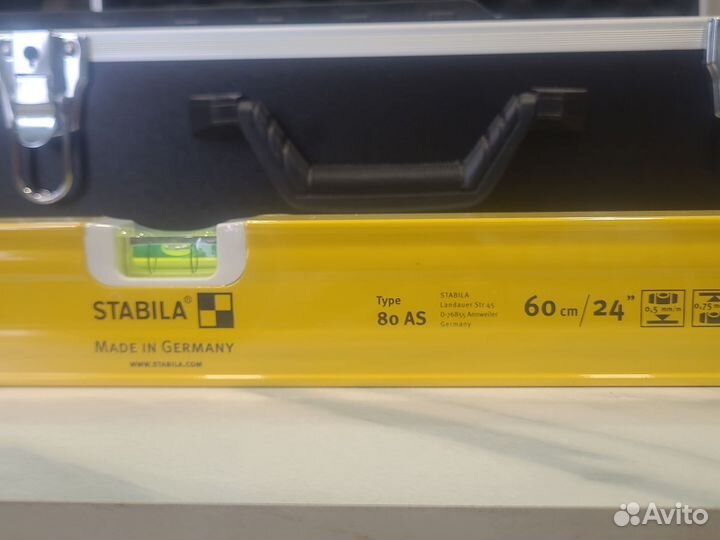 STABILA®
MADE IN GERMANY
WWW.STABILA.COM
Type
80 AS
STABILA
Landauer Str.45
D-76855 Annweiler
Germany
60 cm/24”
0,5 mm/m
0,75
Avito